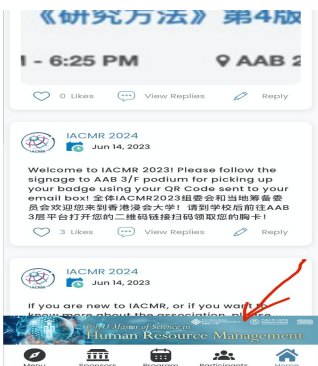 《研究方法》 第4版
- 6:25 PM
AAB 2
0 Likes
View Replies
Reply
IACMR 2024
Jun 14, 2023
Welcome to IACMR 2023! Please follow the
signage to AAB 3/F podium for picking up
your badge using your QR Code sent to your
email box! 全体IACMR2023组委会和当地筹备委
员会欢迎您来到香港浸会大学！ 请到学校后前往AAB
3层平台打开您的二维码链接扫码领取您的胸卡！
3 Likes
View Replies
Reply
IACMR 2024
Jun 14, 2023
If you are new to IACMR, or if you want to
know more about the association, please
PolyU Master of Science in
Human Resource Management
Menu
Sponsors
Program
Participants
Home